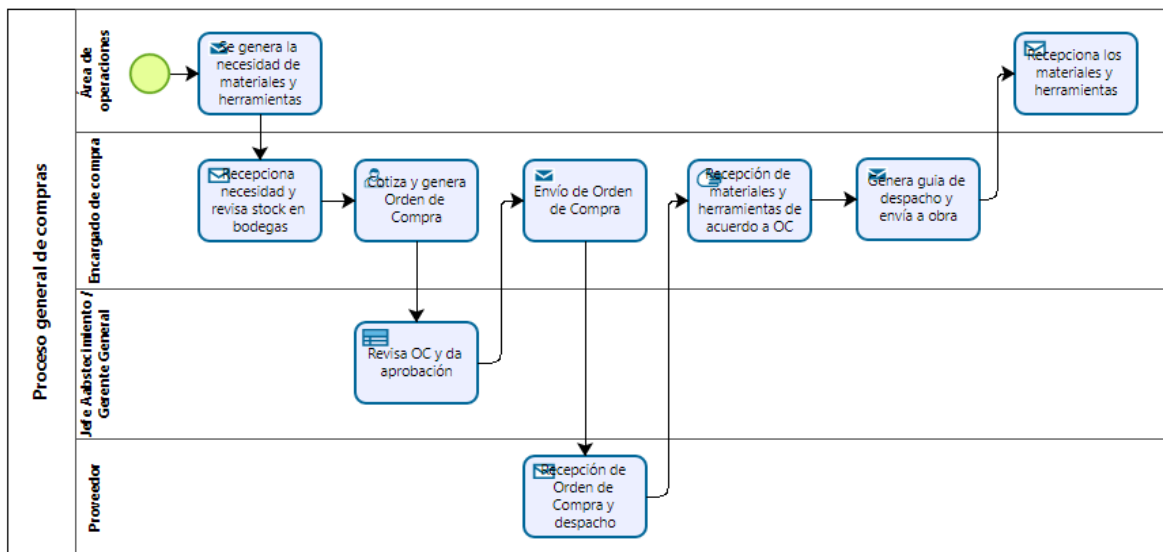 Proceso general de compras
Área de
operaciones
Se genera la
necesidad de
materiales y
herramientas
Recepciona los
materiales y
herramientas
Encargado de compra
Recepciona
necesidad y
revisa stock en
bodegas
Cotiza y genera
Orden de
Compra
Envío de Orden
de Compra
Recepción de
materiales y
herramientas de
acuerdo a OC
Genera guia de
despacho y
envía a obra
Jefe Aabstecimiento /
Gerente General
Revisa OC y da
aprobación
Proveedor
Recepción de
Orden de
Compra y
despacho